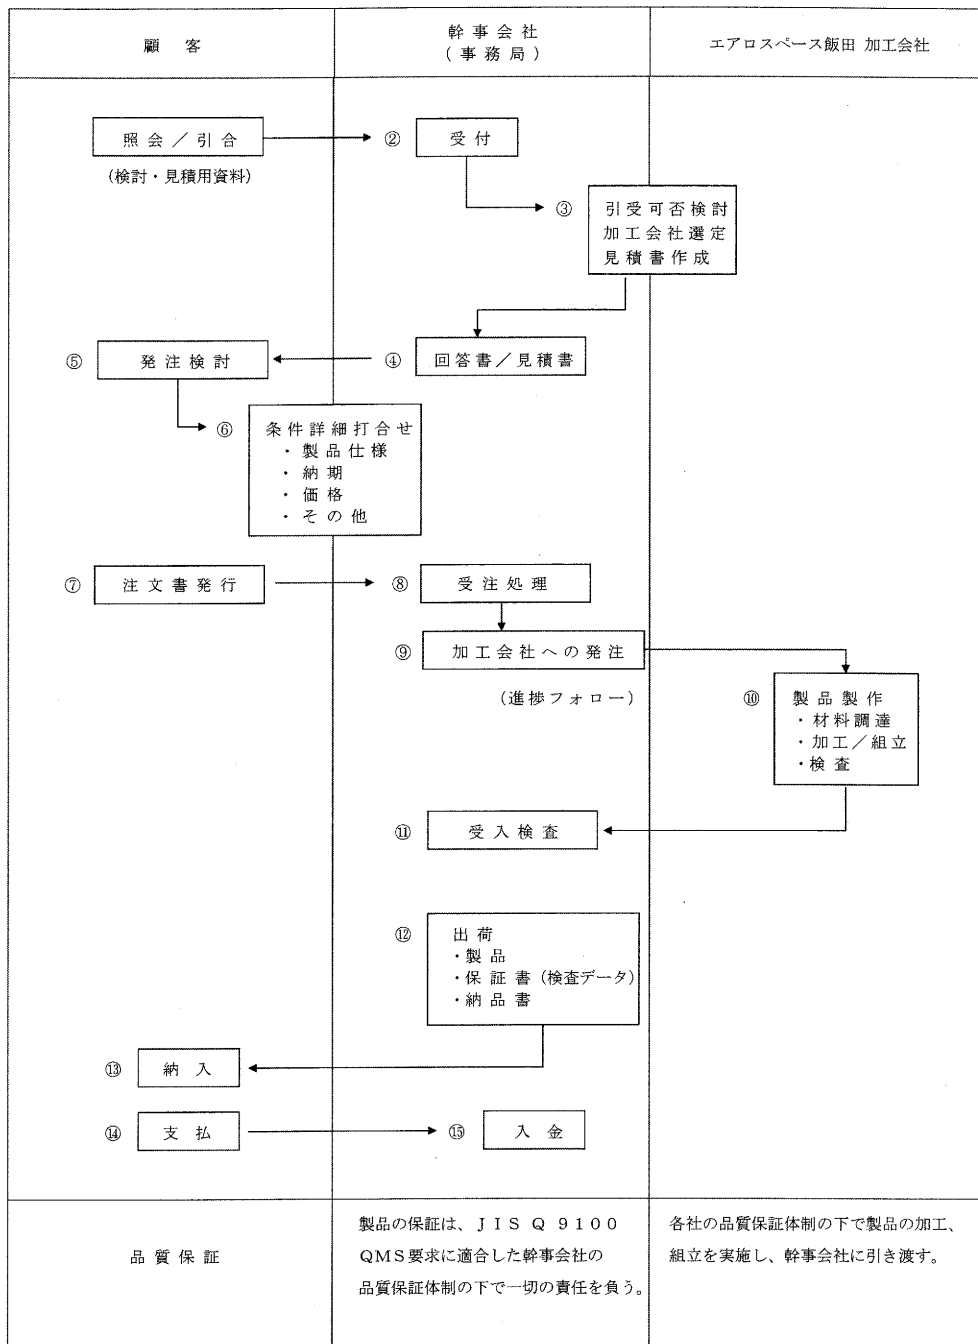 顧 客
幹 事 会 社
( 事 務 局 )
エアロスペース飯田 加工会社
照 会 ／ 引 合
(検討・見積用資料)
② 受 付
③ 引 受 可 否 検 討
加 工 会 社 選 定
見 積 書 作 成
⑤ 発 注 検 討
④ 回 答 書 ／ 見 積 書
⑥ 条 件 詳 細 打 合 せ
・ 製 品 仕 様
・ 納 期
・ 価 格
・ そ の 他
⑦ 注 文 書 発 行
⑧ 受 注 処 理
⑨ 加 工 会 社 へ の 発 注
(進捗フォロー)
⑩ 製 品 製 作
・材料調達
・加工／組立
・検 査
⑪ 受 入 検 査
⑫ 出 荷
・製 品
・保 証 書 (検査データ)
・納 品 書
⑬ 納 入
⑭ 支 払
⑮ 入 金
品 質 保 証
製品の保証は、ＪＩＳ Ｑ ９１００
ＱＭＳ要求に適合した幹事会社の
品質保証体制の下で一切の責任を負う。
各社の品質保証体制の下で製品の加工、
組立を実施し、幹事会社に引き渡す。